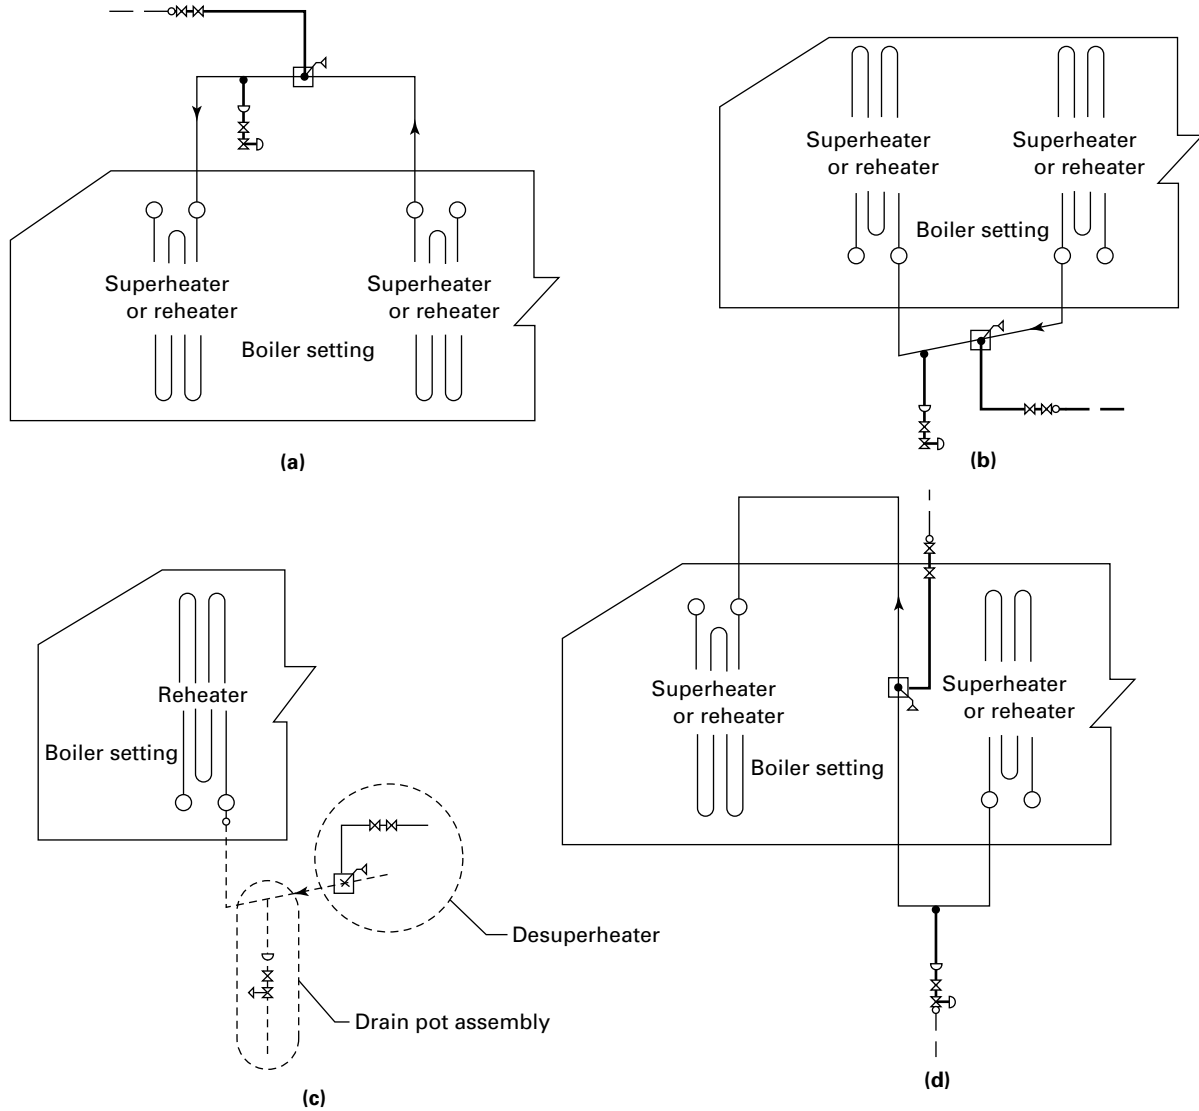 Superheater
or reheater
Superheater
or reheater
Boiler setting
(a)
Superheater
or reheater
Superheater
or reheater
Boiler setting
(b)
Reheater
Boiler setting
Desuperheater
Drain pot assembly
(c)
Superheater
or reheater
Superheater
or reheater
Boiler setting
(d)